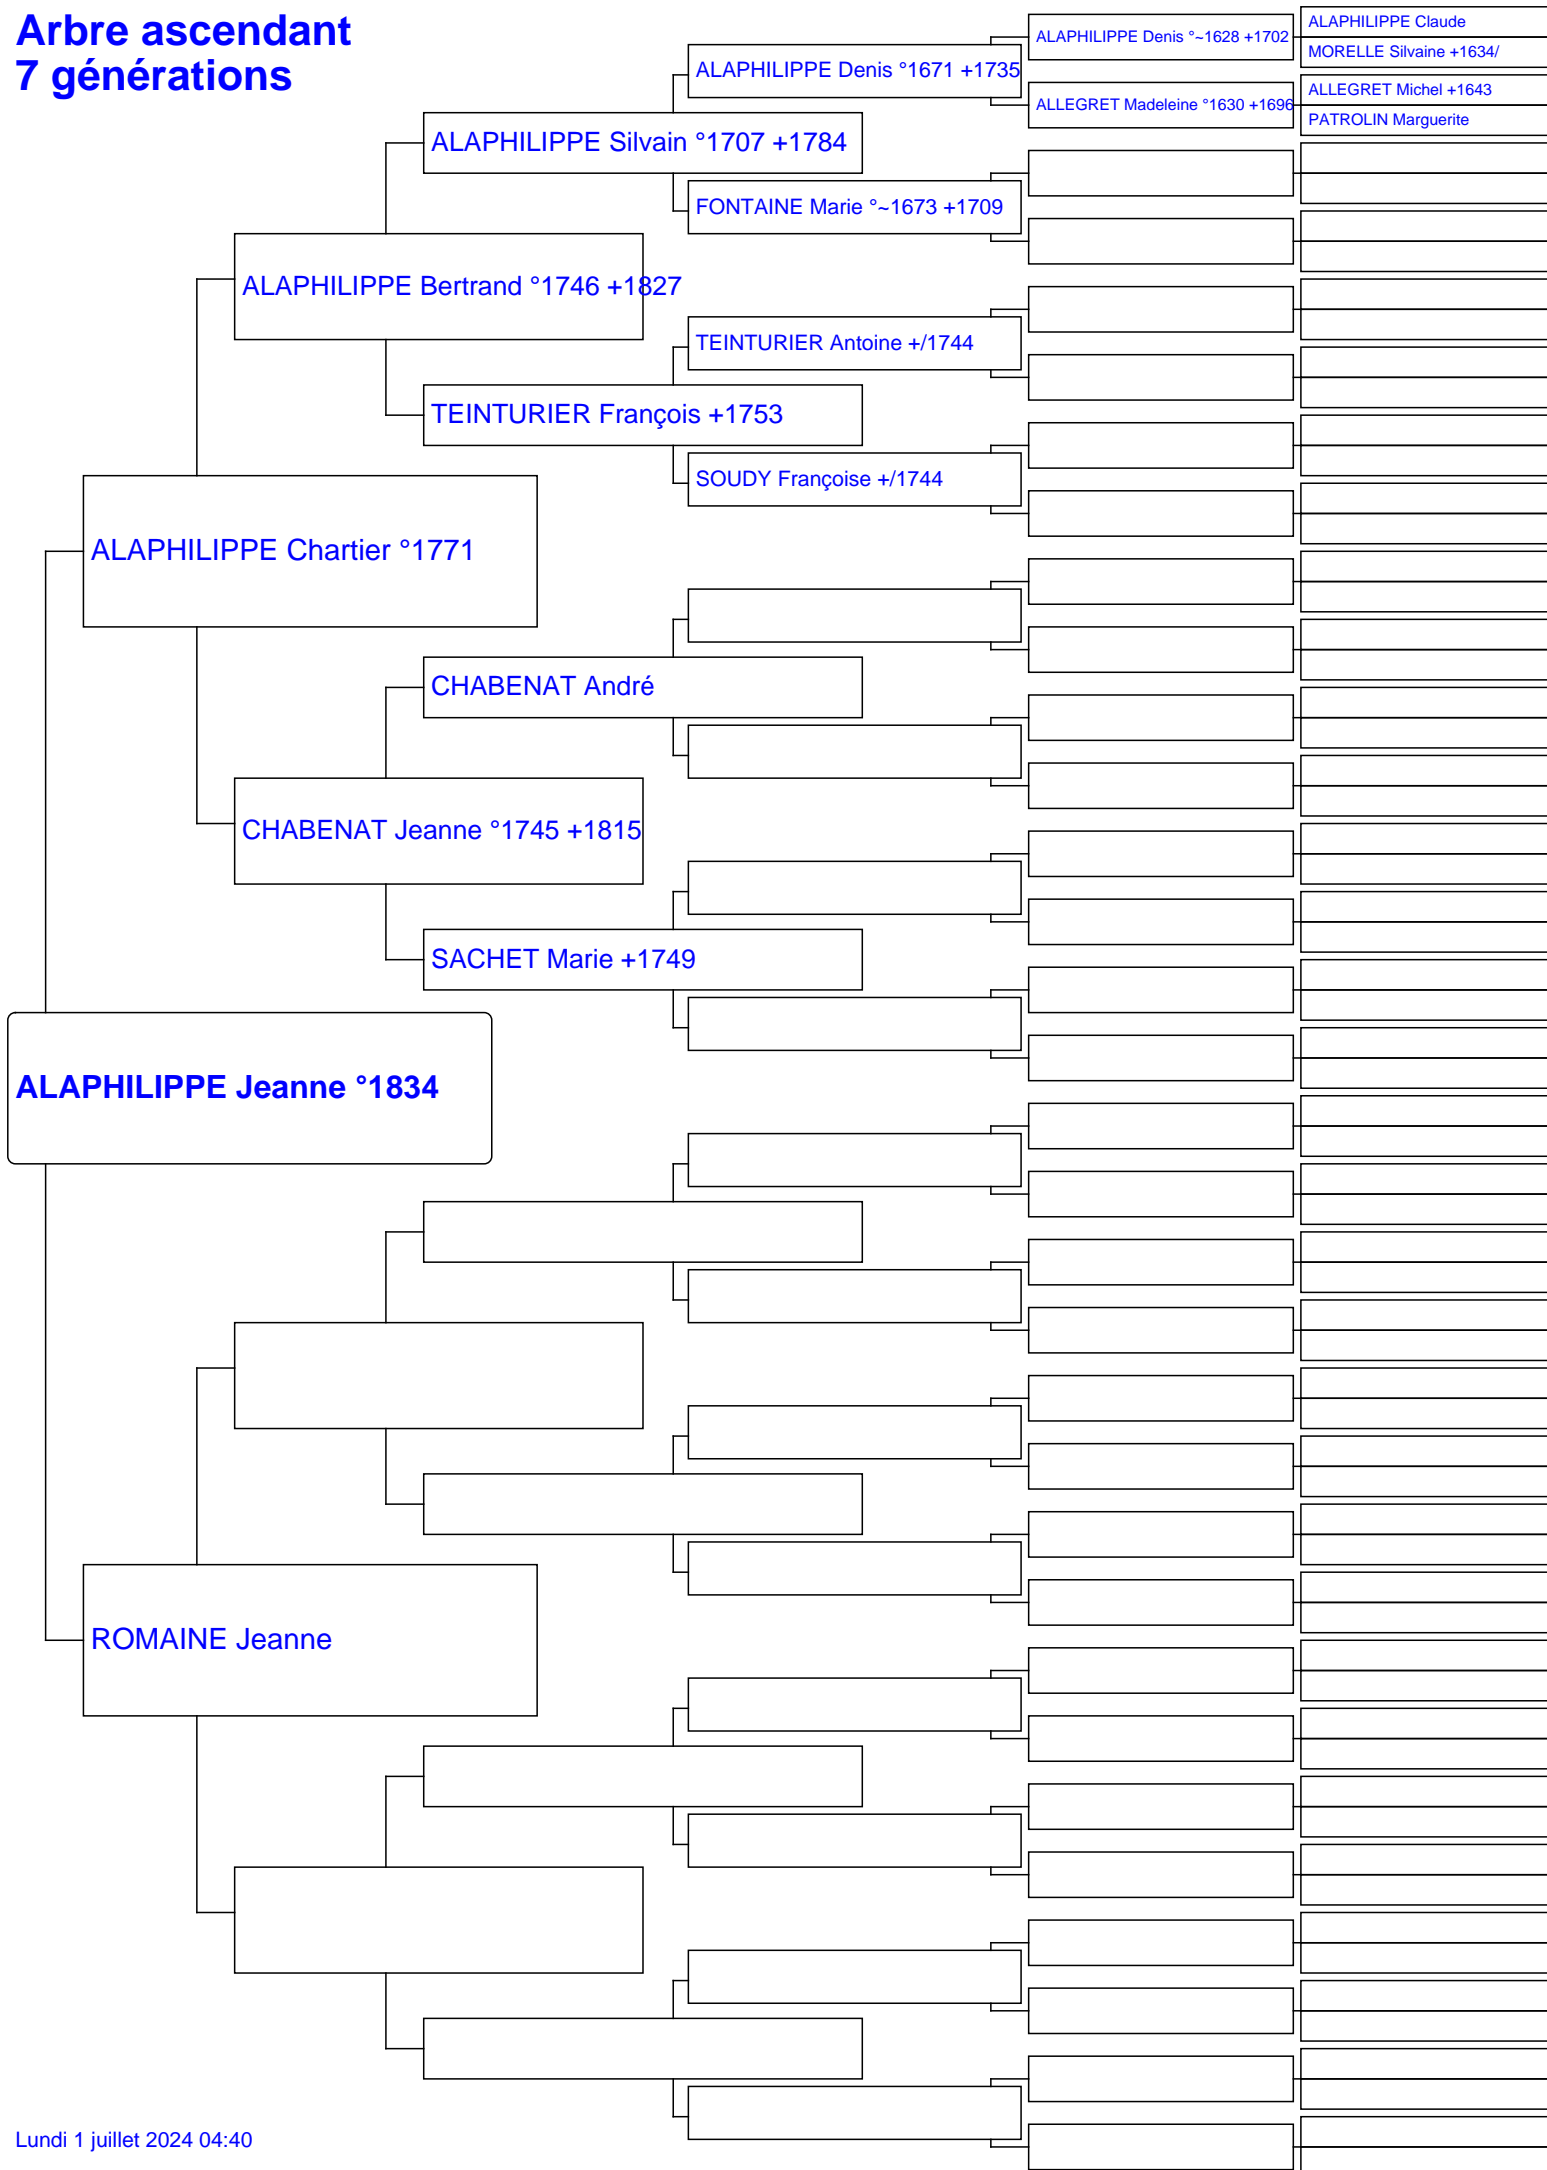 Arbre ascendant
7 générations
ALAPHILIPPE Claude
ALAPHILIPPE Denis °~1628 +1702
MORELLE Silvaine +1634/
ALAPHILIPPE Denis °1671 +1735
ALLEGRET Michel +1643
ALLEGRET Madeleine °1630 +1696
PATROLIN Marguerite
ALAPHILIPPE Silvain °1707 +1784
FONTAINE Marie °~1673 +1709
ALAPHILIPPE Bertrand °1746 +1827
TEINTURIER Antoine +/1744
TEINTURIER François +1753
SOUDY Françoise +/1744
ALAPHILIPPE Chartier °1771
CHABENAT André
CHABENAT Jeanne °1745 +1815
SACHET Marie +1749
ALAPHILIPPE Jeanne °1834
ROMAINE Jeanne
Lundi 1 juillet 2024 04:40